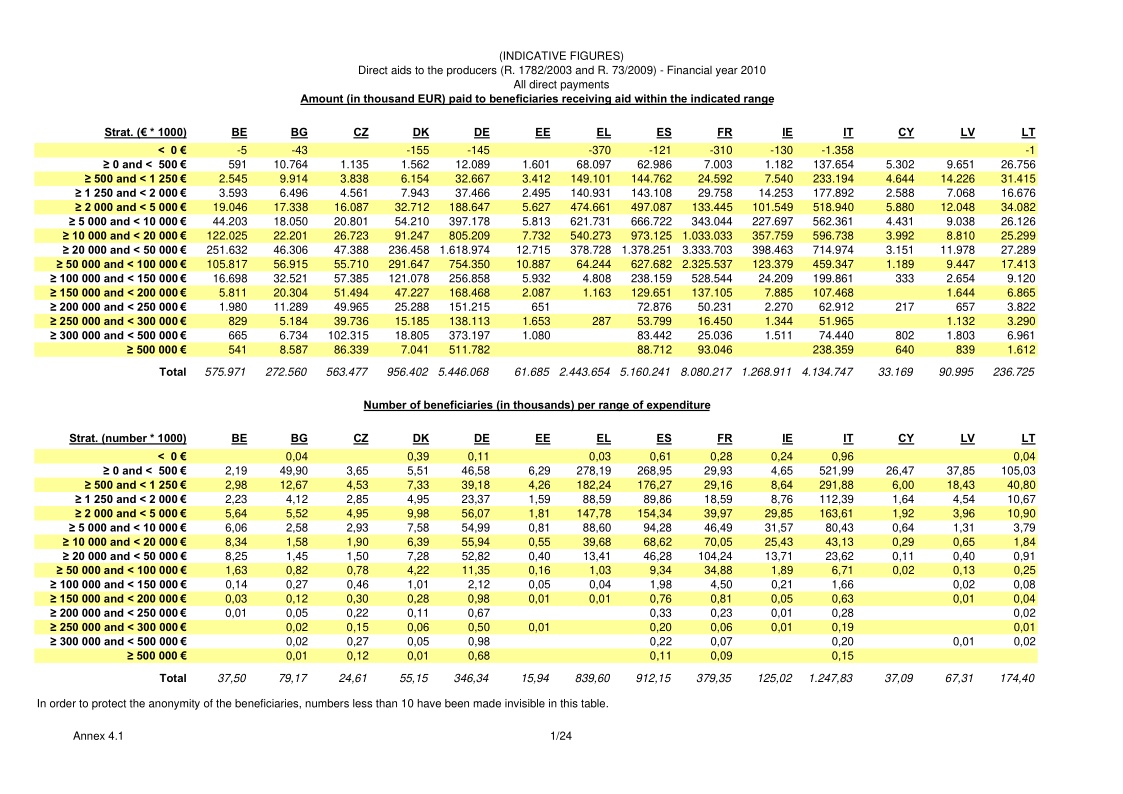 (INDICATIVE FIGURES)
Direct aids to the producers (R. 1782/2003 and R. 73/2009) - Financial year 2010
All direct payments
Amount (in thousand EUR) paid to beneficiaries receiving aid within the indicated range
Strat. (€ * 1000) BE BG CZ DK DE EE EL ES FR IE IT CY LV LT
< 0 € -5 -43 -155 -145 -370 -121 -310 -130 -1.358 -1
≥ 0 and < 500 € 591 10.764 1.135 1.562 12.089 1.601 68.097 62.986 7.003 1.182 137.654 5.302 9.651 26.756
≥ 500 and < 1 250 € 2.545 9.914 3.838 6.154 32.667 3.412 149.101 144.762 24.592 7.540 233.194 4.644 14.226 31.415
≥ 1 250 and < 2 000 € 3.593 6.496 4.561 7.943 37.466 2.495 140.931 143.108 29.758 14.253 177.892 2.588 7.068 16.676
≥ 2 000 and < 5 000 € 19.046 17.338 16.087 32.712 188.647 5.627 474.661 497.087 133.445 101.549 518.940 5.880 12.048 34.082
≥ 5 000 and < 10 000 € 44.203 18.050 20.801 54.210 397.178 5.813 621.731 666.722 343.044 227.697 562.361 4.431 9.038 26.126
≥ 10 000 and < 20 000 € 122.025 22.201 26.723 91.247 805.209 7.732 540.273 973.125 1.033.033 357.759 596.738 3.992 8.810 25.299
≥ 20 000 and < 50 000 € 251.632 46.306 47.388 236.458 1.618.974 12.715 378.728 1.378.251 3.333.703 398.463 714.974 3.151 11.978 27.289
≥ 50 000 and < 100 000 € 105.817 56.915 55.710 291.647 754.350 10.887 64.244 627.682 2.325.537 123.379 459.347 1.189 9.447 17.413
≥ 100 000 and < 150 000 € 16.698 32.521 57.385 121.078 256.858 5.932 4.808 238.159 528.544 24.209 199.861 333 2.654 9.120
≥ 150 000 and < 200 000 € 5.811 20.304 51.494 47.227 168.468 2.087 1.163 129.651 137.105 7.885 107.468 1.644 6.865
≥ 200 000 and < 250 000 € 1.980 11.289 49.965 25.288 151.215 651 72.876 50.231 2.270 62.912 217 657 3.822
≥ 250 000 and < 300 000 € 829 5.184 39.736 15.185 138.113 1.653 287 53.799 16.450 1.344 51.965 1.132 3.290
≥ 300 000 and < 500 000 € 665 6.734 102.315 18.805 373.197 1.080 83.442 25.036 1.511 74.440 802 1.803 6.961
≥ 500 000 € 541 8.587 86.339 7.041 511.782 88.712 93.046 238.359 640 839 1.612
Total 575.971 272.560 563.477 956.402 5.446.068 61.685 2.443.654 5.160.241 8.080.217 1.268.911 4.134.747 33.169 90.995 236.725
Number of beneficiaries (in thousands) per range of expenditure
Strat. (number * 1000) BE BG CZ DK DE EE EL ES FR IE IT CY LV LT
< 0 € 0,04 0,39 0,11 0,03 0,61 0,28 0,24 0,96 0,04
≥ 0 and < 500 € 2,19 49,90 3,65 5,51 46,58 6,29 278,19 268,95 29,93 4,65 521,99 26,47 37,85 105,03
≥ 500 and < 1 250 € 2,98 12,67 4,53 7,33 39,18 4,26 182,24 176,27 29,16 8,64 291,88 6,00 18,43 40,80
≥ 1 250 and < 2 000 € 2,23 4,12 2,85 4,95 23,37 1,59 88,59 89,86 18,59 8,76 112,39 1,64 4,54 10,67
≥ 2 000 and < 5 000 € 5,64 5,52 4,95 9,98 56,07 1,81 147,78 154,34 39,97 29,85 163,61 1,92 3,96 10,90
≥ 5 000 and < 10 000 € 6,06 2,58 2,93 7,58 54,99 0,81 88,60 94,28 46,49 31,57 80,43 0,64 1,31 3,79
≥ 10 000 and < 20 000 € 8,34 1,58 1,90 6,39 55,94 0,55 39,68 68,62 70,05 25,43 43,13 0,29 0,65 1,84
≥ 20 000 and < 50 000 € 8,25 1,45 1,50 7,28 52,82 0,40 13,41 46,28 104,24 13,71 23,62 0,11 0,40 0,91
≥ 50 000 and < 100 000 € 1,63 0,82 0,78 4,22 11,35 0,16 1,03 9,34 34,88 1,89 6,71 0,02 0,13 0,25
≥ 100 000 and < 150 000 € 0,14 0,27 0,46 1,01 2,12 0,05 0,04 1,98 4,50 0,21 1,66 0,02 0,08
≥ 150 000 and < 200 000 € 0,03 0,12 0,30 0,28 0,98 0,01 0,01 0,76 0,81 0,05 0,63 0,01 0,04
≥ 200 000 and < 250 000 € 0,01 0,05 0,22 0,11 0,67 0,33 0,23 0,01 0,28 0,02
≥ 250 000 and < 300 000 € 0,02 0,15 0,06 0,50 0,01 0,20 0,06 0,01 0,19 0,01
≥ 300 000 and < 500 000 € 0,02 0,27 0,05 0,98 0,22 0,07 0,20 0,01 0,02
≥ 500 000 € 0,01 0,12 0,01 0,68 0,11 0,09 0,15
Total 37,50 79,17 24,61 55,15 346,34 15,94 839,60 912,15 379,35 125,02 1.247,83 37,09 67,31 174,40
In order to protect the anonymity of the beneficiaries, numbers less than 10 have been made invisible in this table.
Annex 4.1 1/24